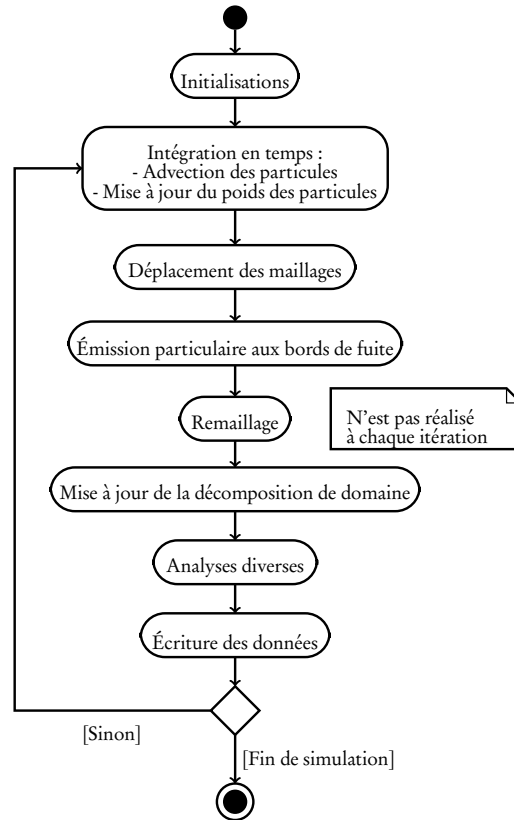 Initialisations
Intégration en temps :
- Advection des particules
- Mise à jour du poids des particules
Déplacement des maillages
Émission particulaire aux bords de fuite
Remaillage
N'est pas réalisé
à chaque itération
Mise à jour de la décomposition de domaine
Analyses diverses
Écriture des données
[Sinon]
[Fin de simulation]